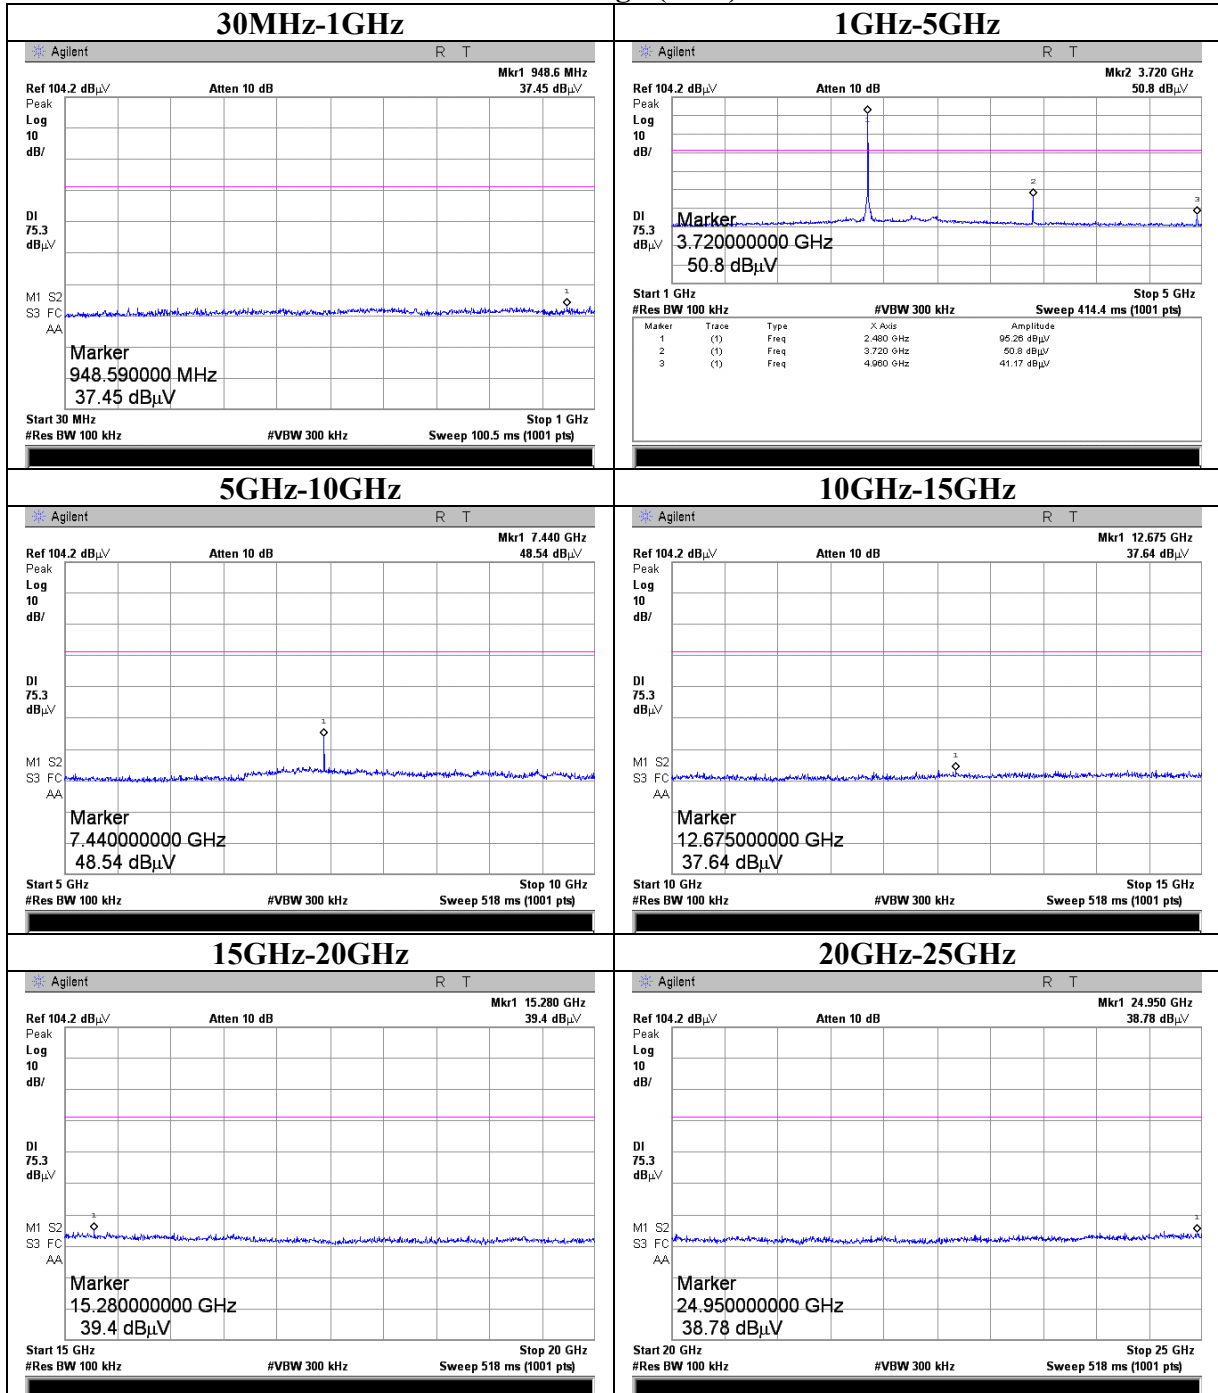 30MHz-1GHz
Agilent R T
Mkr1 948.6 MHz
Ref 104.2 dBμV Atten 10 dB 37.45 dBμV
Peak
Log
10
dB/
DI
75.3
dBμV
M1 S2
S3 FC
AA
Marker
948.590000 MHz
37.45 dBμV
Start 30 MHz Stop 1 GHz
#Res BW 100 kHz #VBW 300 kHz Sweep 100.5 ms (1001 pts)
1GHz-5GHz
Agilent R T
Mkr2 3.720 GHz
Ref 104.2 dBμV Atten 10 dB 50.8 dBμV
Peak
Log
10
dB/
DI
75.3
dBμV
1
2
3
Marker
3.720000000 GHz
50.8 dBμV
Start 1 GHz Stop 5 GHz
#Res BW 100 kHz #VBW 300 kHz Sweep 414.4 ms (1001 pts)
Marker Trace Type X Axis Amplitude
1 (1) Freq 2.480 GHz 95.26 dBμV
2 (1) Freq 3.720 GHz 50.8 dBμV
3 (1) Freq 4.960 GHz 41.17 dBμV
5GHz-10GHz
Agilent R T
Mkr1 7.440 GHz
Ref 104.2 dBμV Atten 10 dB 48.54 dBμV
Peak
Log
10
dB/
DI
75.3
dBμV
1
M1 S2
S3 FC
AA
Marker
7.440000000 GHz
48.54 dBμV
Start 5 GHz Stop 10 GHz
#Res BW 100 kHz #VBW 300 kHz Sweep 518 ms (1001 pts)
10GHz-15GHz
Agilent R T
Mkr1 12.675 GHz
Ref 104.2 dBμV Atten 10 dB 37.64 dBμV
Peak
Log
10
dB/
DI
75.3
dBμV
1
M1 S2
S3 FC
AA
Marker
12.675000000 GHz
37.64 dBμV
Start 10 GHz Stop 15 GHz
#Res BW 100 kHz #VBW 300 kHz Sweep 518 ms (1001 pts)
15GHz-20GHz
Agilent R T
Mkr1 15.280 GHz
Ref 104.2 dBμV Atten 10 dB 39.4 dBμV
Peak
Log
10
dB/
DI
75.3
dBμV
1
M1 S2
S3 FC
AA
Marker
15.280000000 GHz
39.4 dBμV
Start 15 GHz Stop 20 GHz
#Res BW 100 kHz #VBW 300 kHz Sweep 518 ms (1001 pts)
20GHz-25GHz
Agilent R T
Mkr1 24.950 GHz
Ref 104.2 dBμV Atten 10 dB 38.78 dBμV
Peak
Log
10
dB/
DI
75.3
dBμV
1
M1 S2
S3 FC
AA
Marker
24.950000000 GHz
38.78 dBμV
Start 20 GHz Stop 25 GHz
#Res BW 100 kHz #VBW 300 kHz Sweep 518 ms (1001 pts)